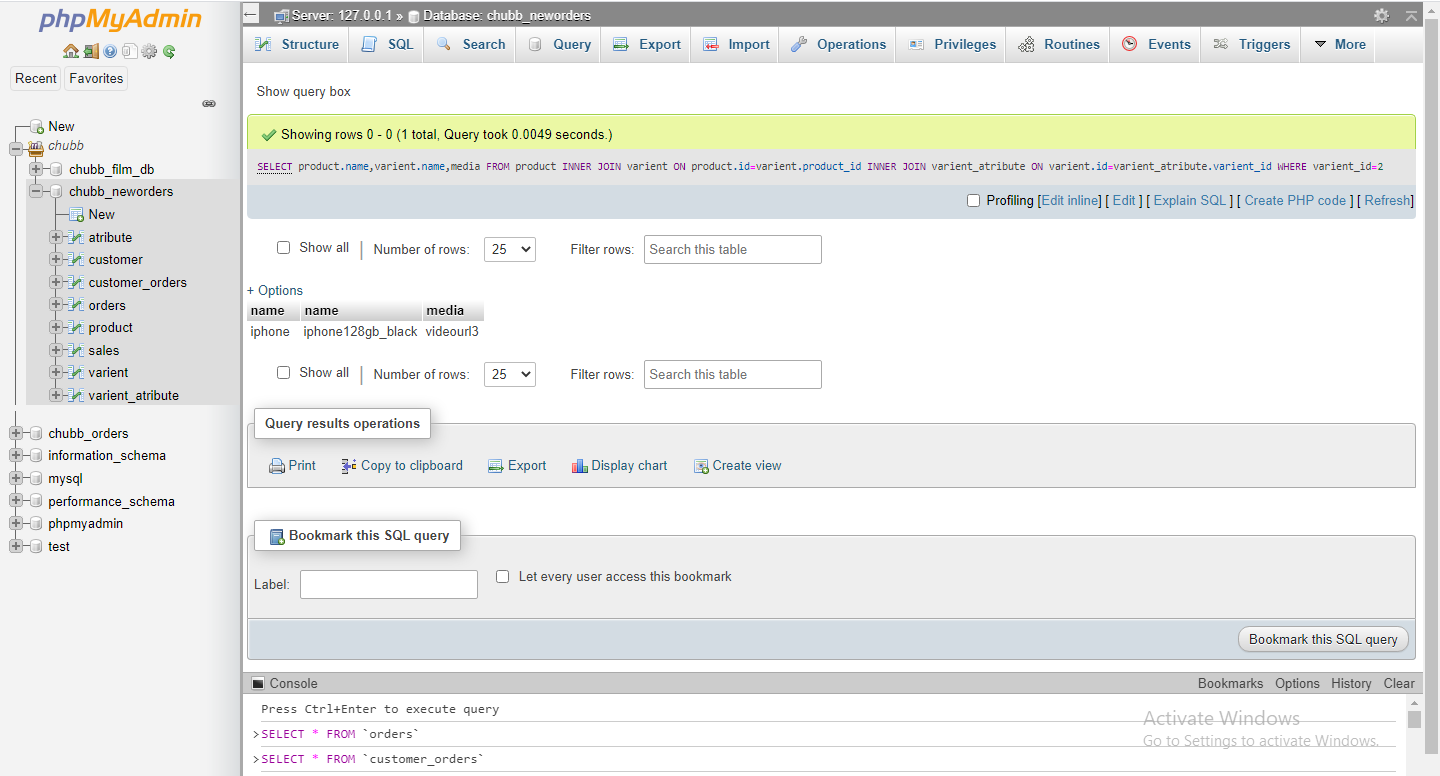 phpMyAdmin
Recent Favorites
New
chubb
chubb_film_db
chubb_neworders
New
atribute
customer
customer_orders
orders
product
sales
varient
varient_atribute
chubb_orders
information_schema
mysql
performance_schema
phpmyadmin
test
Server: 127.0.0.1 » Database: chubb_neworders
Structure SQL Search Query Export Import Operations Privileges Routines Events Triggers More
Show query box
Showing rows 0 - 0 (1 total, Query took 0.0049 seconds.)
SELECT product.name,varient.name,media FROM product INNER JOIN varient ON product.id=varient.product_id INNER JOIN varient_atribute ON varient.id=varient_atribute.varient_id WHERE varient_id=2
Profiling [Edit inline] [ Edit ] [ Explain SQL ] [ Create PHP code ] [ Refresh]
Show all | Number of rows: 25 Filter rows: Search this table
+ Options
name name media
iphone iphone128gb_black videourl3
Show all | Number of rows: 25 Filter rows: Search this table
Query results operations
Print Copy to clipboard Export Display chart Create view
Bookmark this SQL query
Label: Let every user access this bookmark
Bookmark this SQL query
Console Bookmarks Options History Clear
Press Ctrl+Enter to execute query
>SELECT * FROM `orders`
>SELECT * FROM `customer_orders`
Activate Windows
Go to Settings to activate Windows.